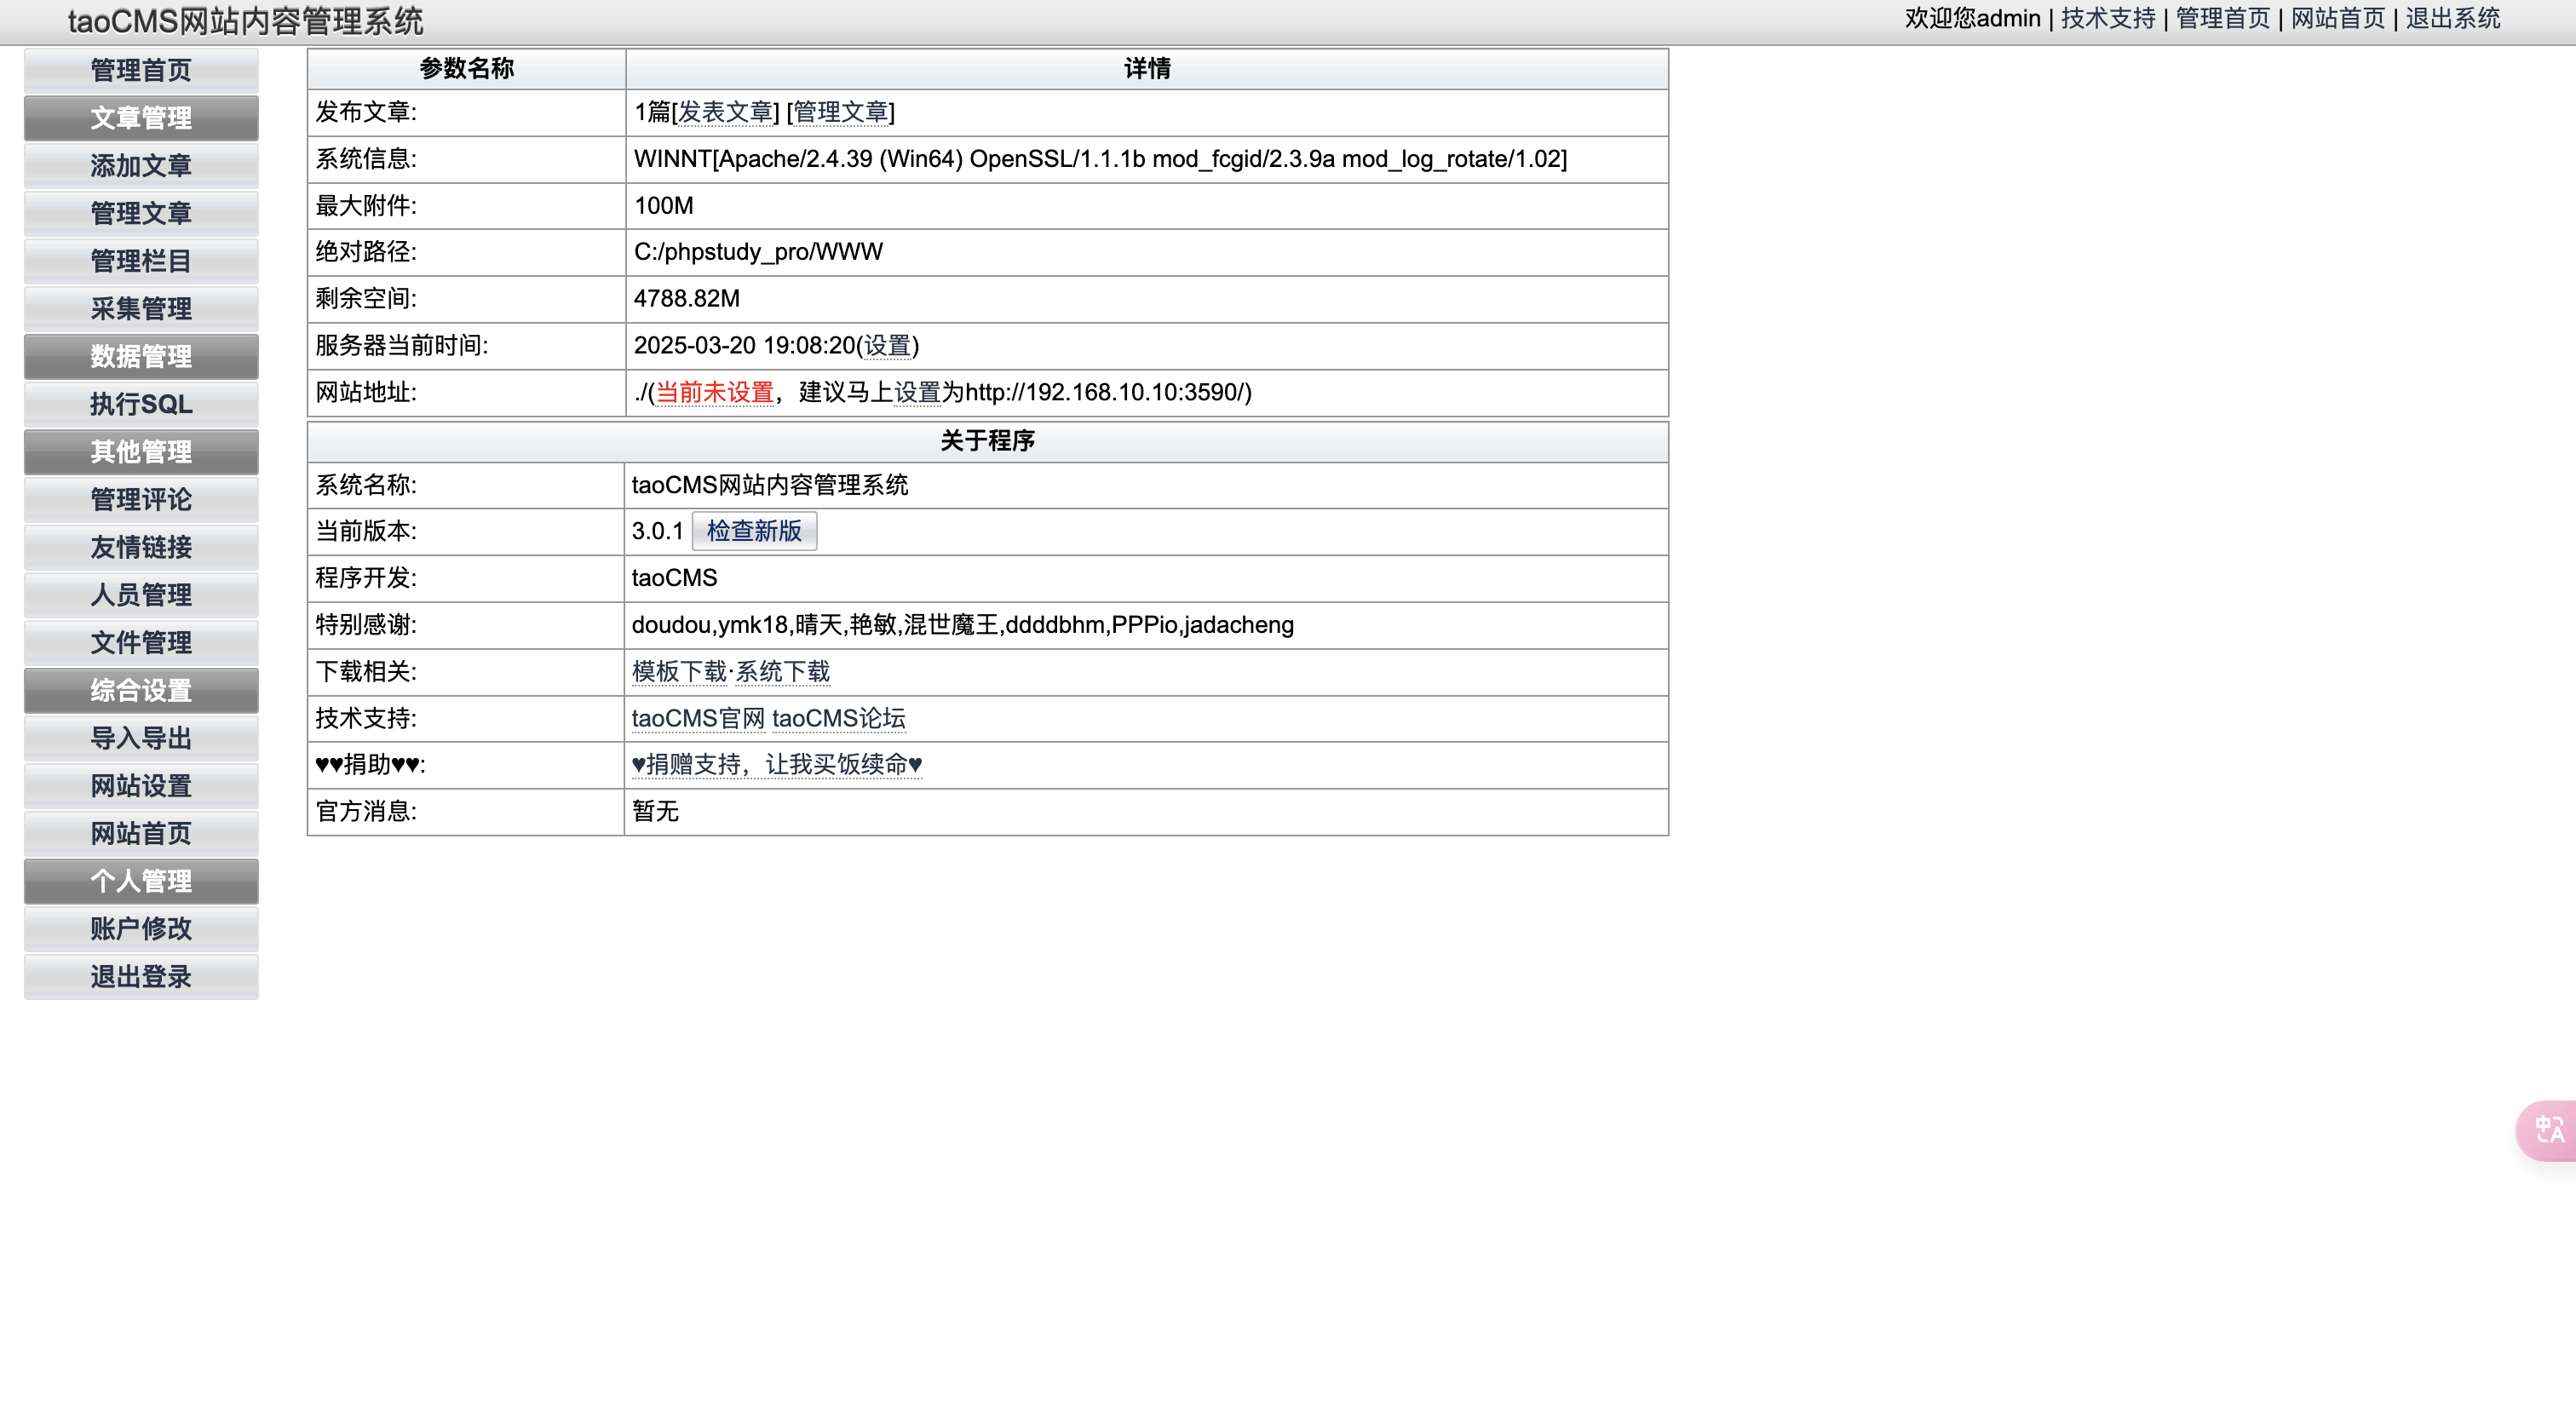 taoCMS网站内容管理系统
欢迎您admin | 技术支持 | 管理首页 | 网站首页 | 退出系统
管理首页
文章管理
添加文章
管理文章
管理栏目
采集管理
数据管理
执行SQL
其他管理
管理评论
友情链接
人员管理
文件管理
综合设置
导入导出
网站设置
网站首页
个人管理
账户修改
退出登录
参数名称 详情
发布文章: 1篇[发表文章] [管理文章]
系统信息: WINNT[Apache/2.4.39 (Win64) OpenSSL/1.1.1b mod_fcgid/2.3.9a mod_log_rotate/1.02]
最大附件: 100M
绝对路径: C:/phpstudy_pro/WWW
剩余空间: 4788.82M
服务器当前时间: 2025-03-20 19:08:20(设置)
网站地址: ./(当前未设置，建议马上设置为http://192.168.10.10:3590/)
关于程序
系统名称: taoCMS网站内容管理系统
当前版本: 3.0.1 检查新版
程序开发: taoCMS
特别感谢: doudou,ymk18,晴天,艳敏,混世魔王,ddddbhm,PPPio,jadacheng
下载相关: 模板下载·系统下载
技术支持: taoCMS官网 taoCMS论坛
♥♥捐助♥♥: ♥捐赠支持，让我买饭续命♥
官方消息: 暂无
中A